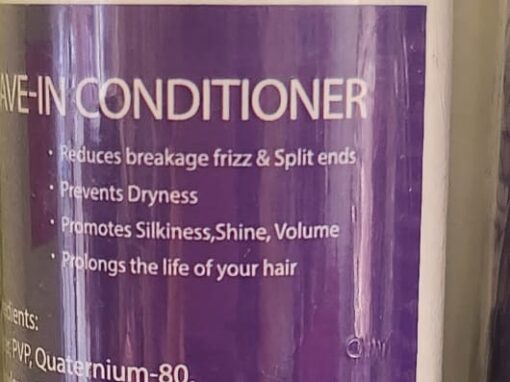 AVE-IN CONDITIONER
· Reduces breakage frizz & Split ends
· Prevents Dryness
· Promotes Silkiness,Shine, Volume
· Prolongs the life of your hair
dients:
PVP, Quaternium-80,